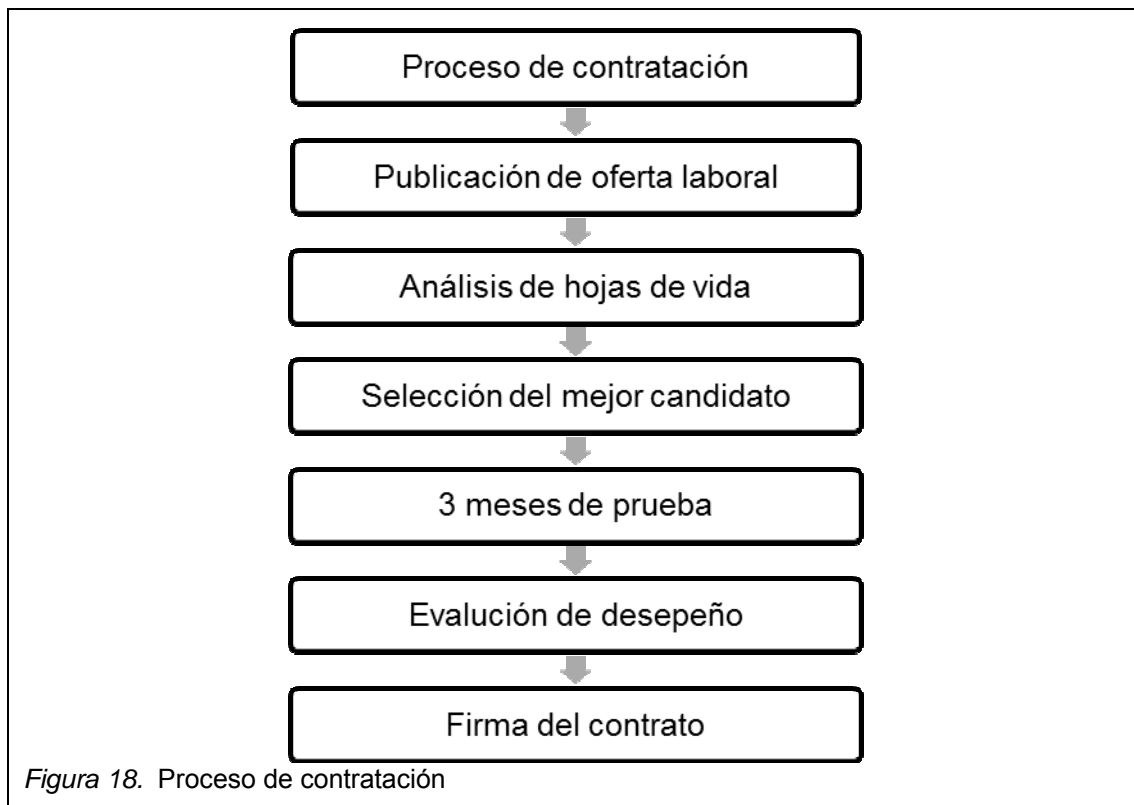 Proceso de contratación
Publicación de oferta laboral
Análisis de hojas de vida
Selección del mejor candidato
3 meses de prueba
Evalución de desepeño
Firma del contrato
Figura 18. Proceso de contratación